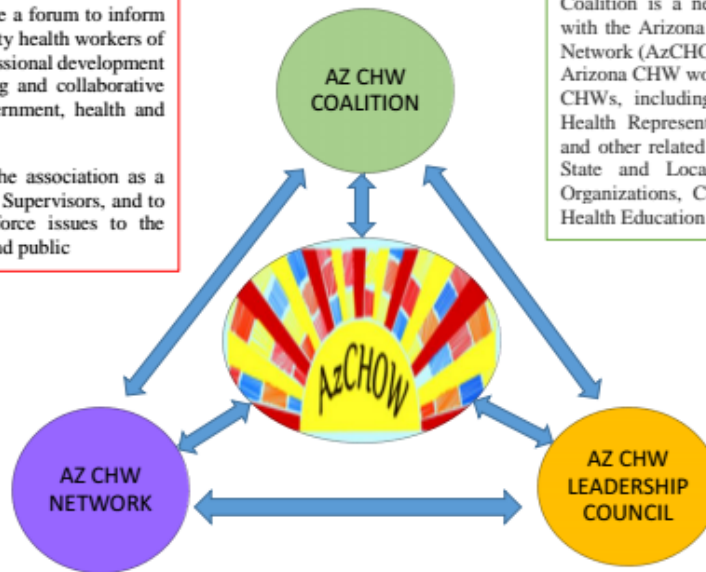 e a forum to inform
ty health workers of
essional development
g and collaborative
ernment, health and
he association as a
Supervisors, and to
force issues to the
nd public
Coalition is a ne
with the Arizona
Network (AzCHO
Arizona CHW wo
CHWs, including
Health Represent
and other related
State and Loca
Organizations, C
Health Education
AZ CHW
COALITION
AzCHOW
AZ CHW
NETWORK
AZ CHW
LEADERSHIP
COUNCIL